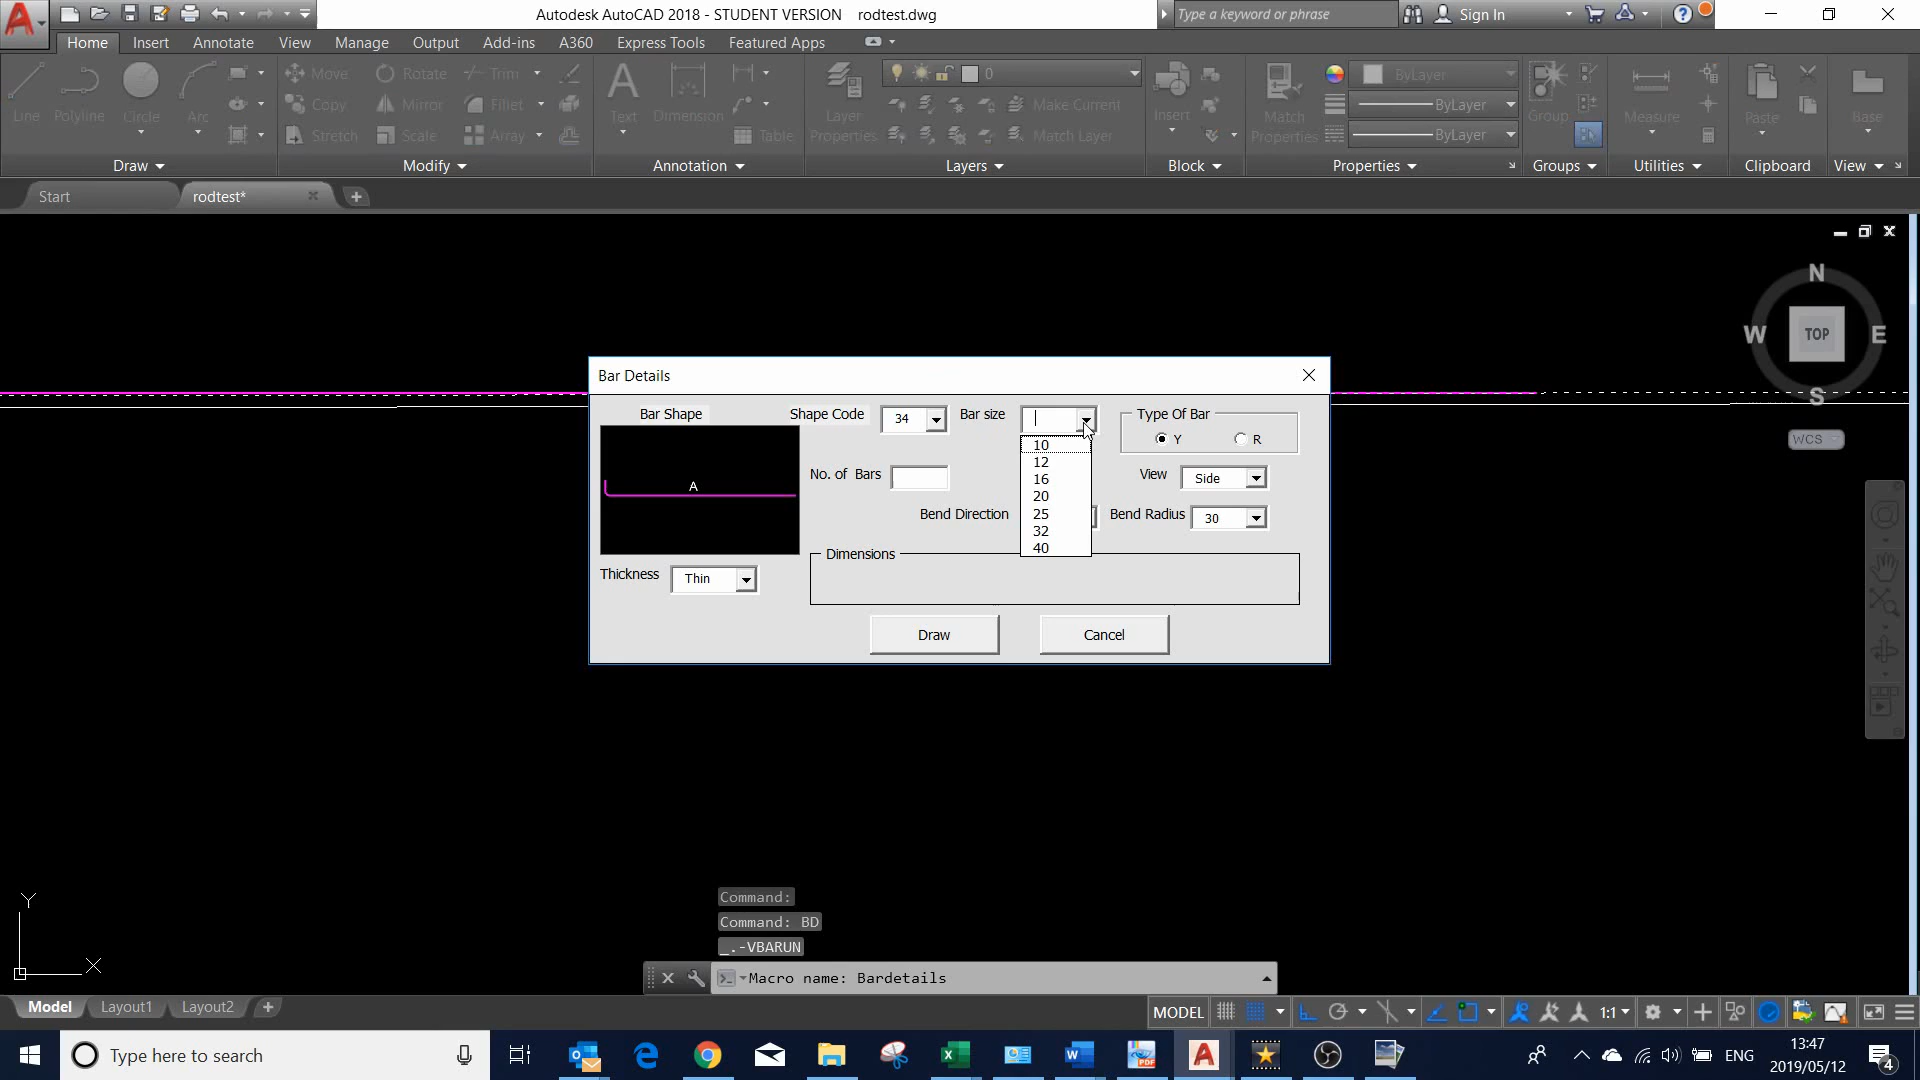 Autodesk AutoCAD 2018 - STUDENT VERSION rodtest.dwg
Type a keyword or phrase
Sign In
Home Insert Annotate View Manage Output Add-ins A360 Express Tools Featured Apps
Line Polyline Circle Arc
Move Rotate Trim
Copy Mirror Fillet
Stretch Scale Array
Text Dimension Table
Layer Properties
0
Make Current
Match Layer
Insert
Match Properties
ByLayer
ByLayer
ByLayer
Group
Measure
Paste
Base
Draw Modify Annotation Layers Block Properties Groups Utilities Clipboard View
Start rodtest*
N
W TOP E
S
WCS
Bar Details
Bar Shape Shape Code 34 Bar size Type Of Bar
Y R
10
12
16
20
25
32
40
A
No. of Bars View Side
Bend Direction Bend Radius 30
Dimensions
Thickness Thin
Draw Cancel
Y
X
Command:
Command: BD
_.-VBARUN
Macro name: Bardetails
Model Layout1 Layout2
MODEL 1:1
Type here to search
ENG
13:47
2019/05/12
4